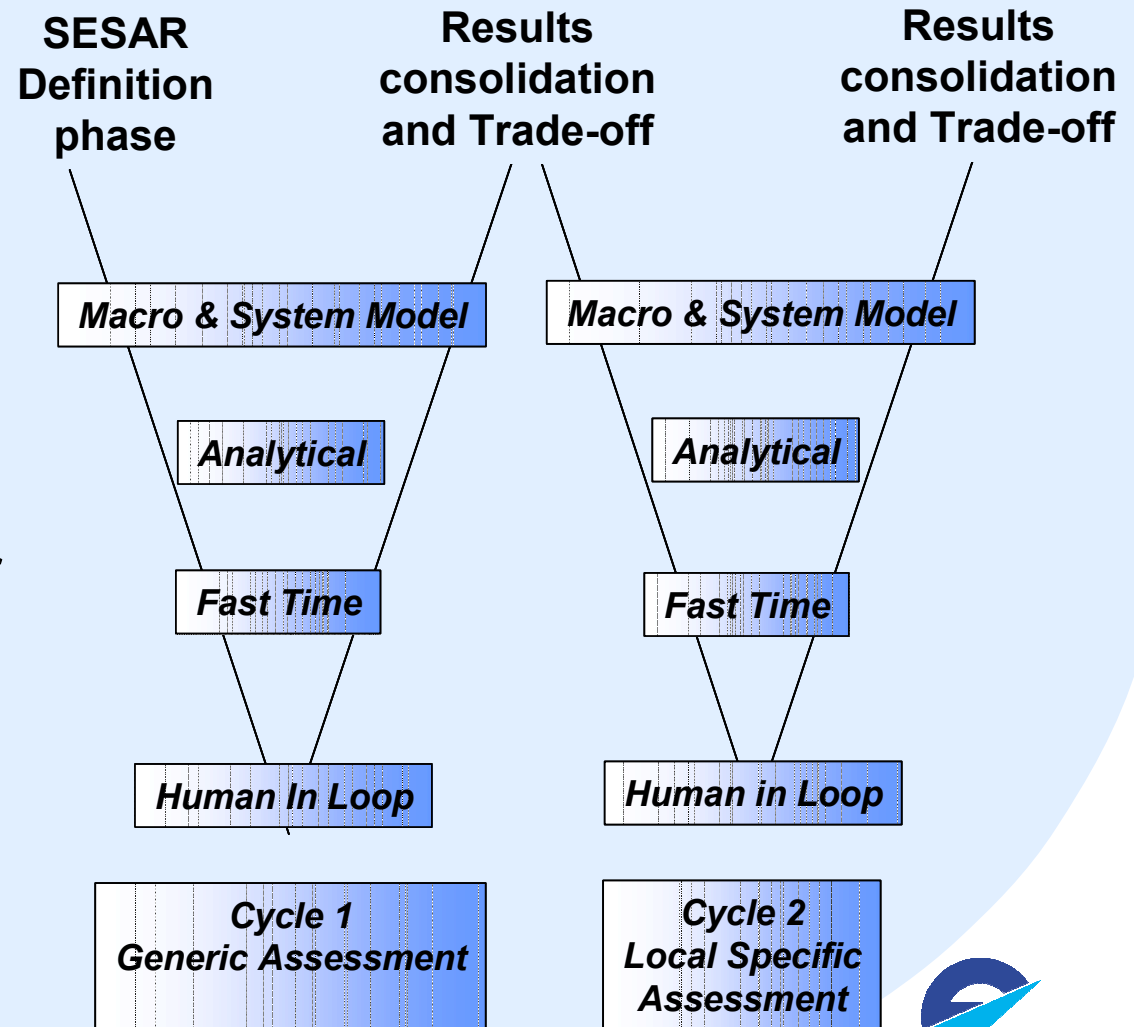 SESAR
Definition
phase
Results
consolidation
and Trade-off
Results
consolidation
and Trade-off
Macro & System Model
Macro & System Model
Analytical
Analytical
Fast Time
Fast Time
Human In Loop
Human in Loop
Cycle 1
Generic Assessment
Cycle 2
Local Specific
Assessment